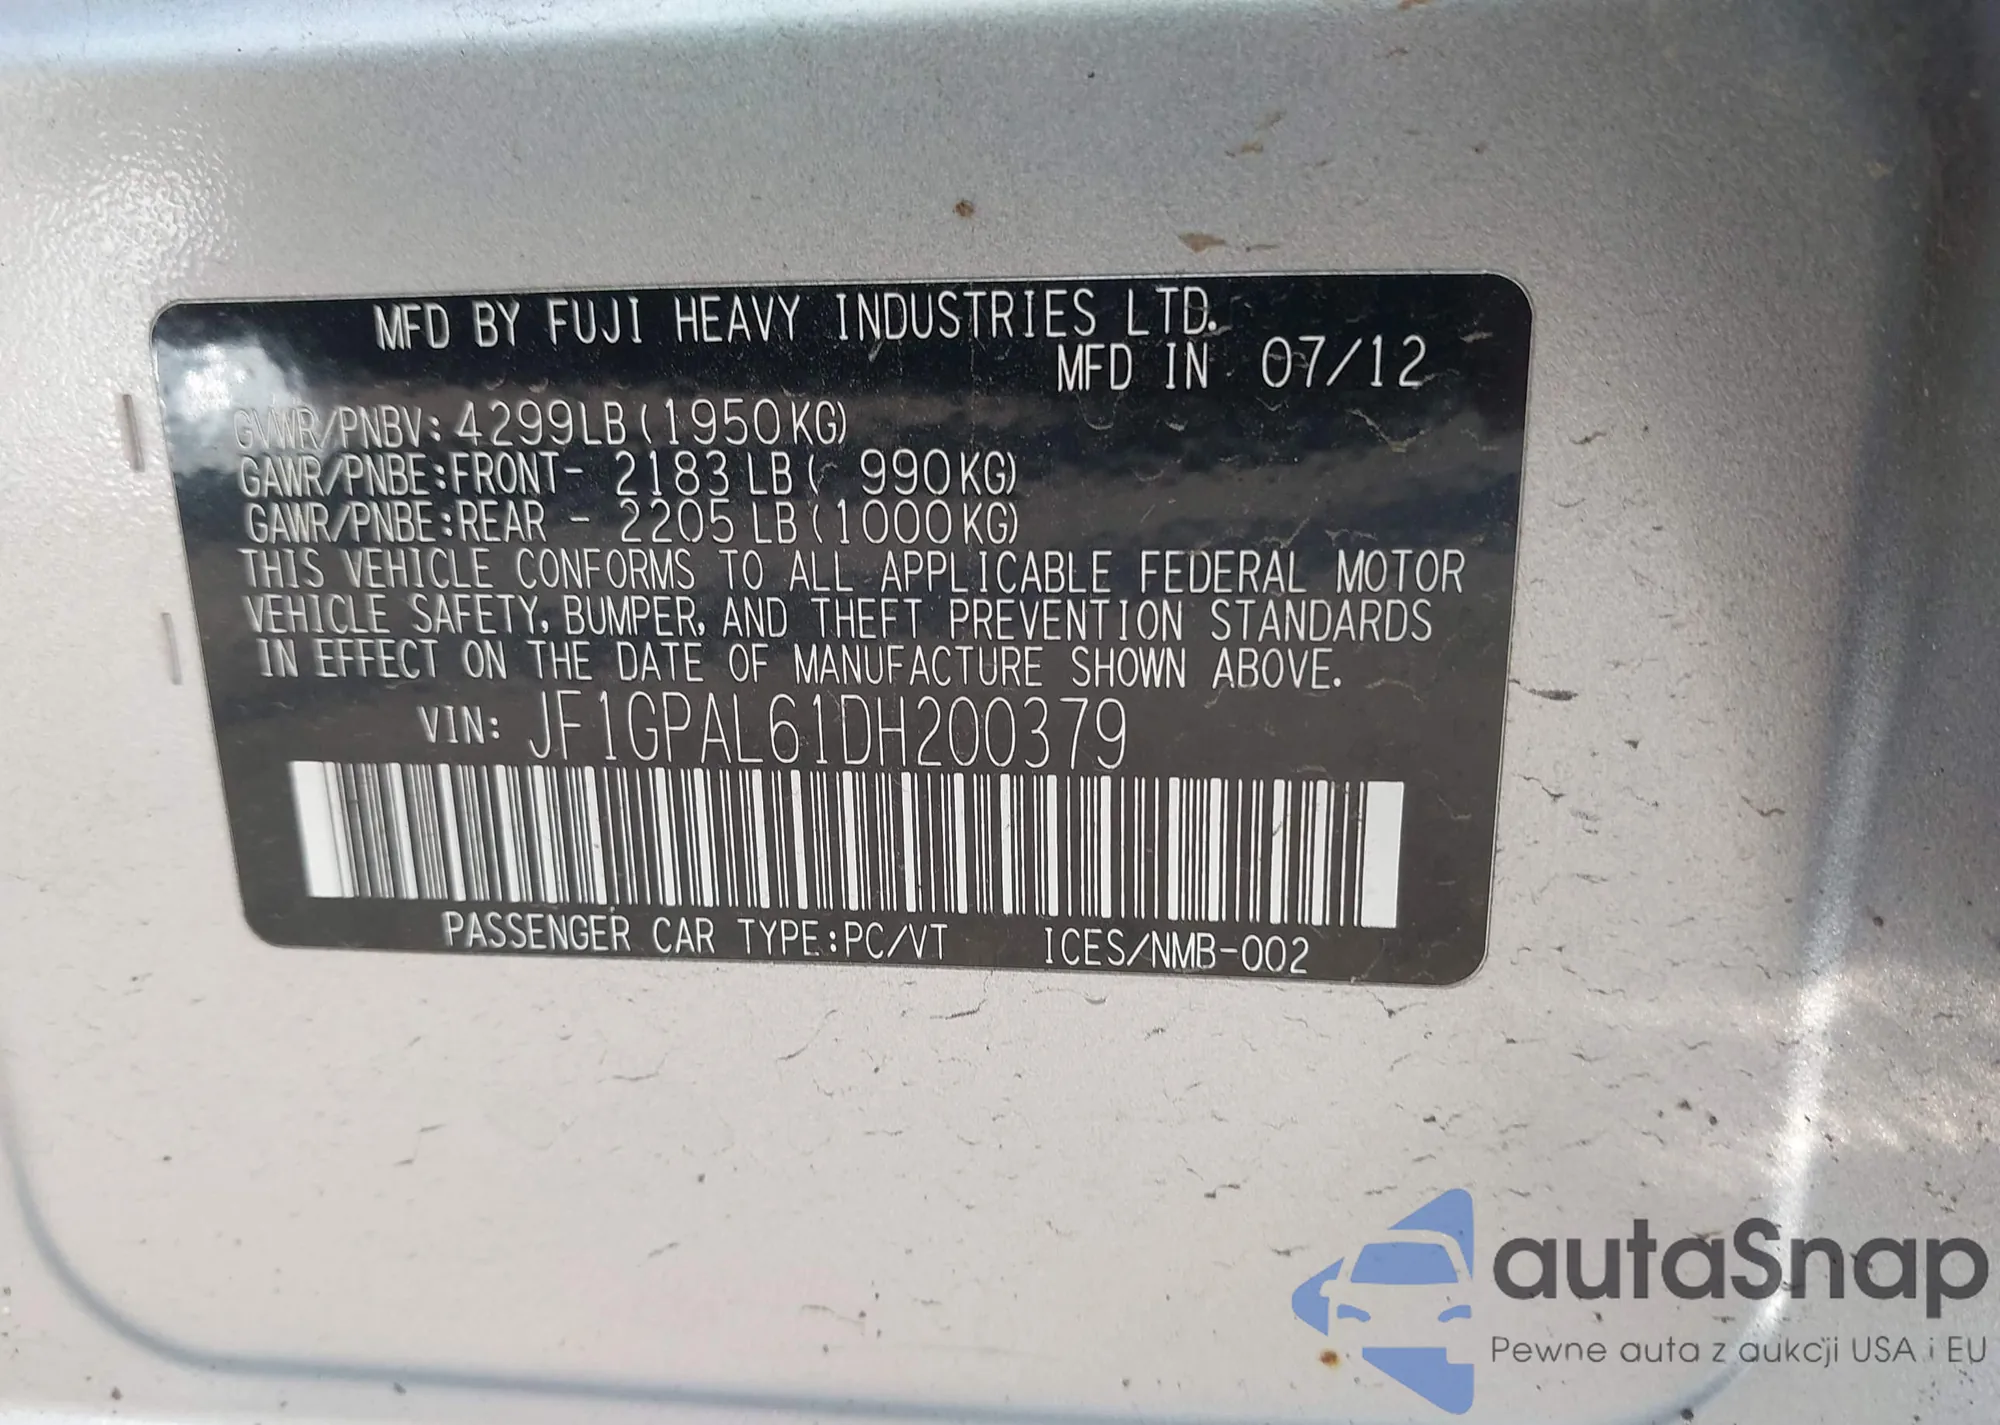 MFD BY FUJI HEAVY INDUSTRIES LTD.
MFD IN 07/12
GVWR/PNBV: 4299LB (1950KG)
GAWR/PNBE:FRONT- 2183 LB ( 990KG)
GAWR/PNBE:REAR - 2205 LB (1000KG)
THIS VEHICLE CONFORMS TO ALL APPLICABLE FEDERAL MOTOR
VEHICLE SAFETY, BUMPER, AND THEFT PREVENTION STANDARDS
IN EFFECT ON THE DATE OF MANUFACTURE SHOWN ABOVE.
VIN: JF1GPAL61DH200379
PASSENGER CAR TYPE:PC/VT ICES/NMB-002
autaSnap
Pewne auta z aukcji USA i EU